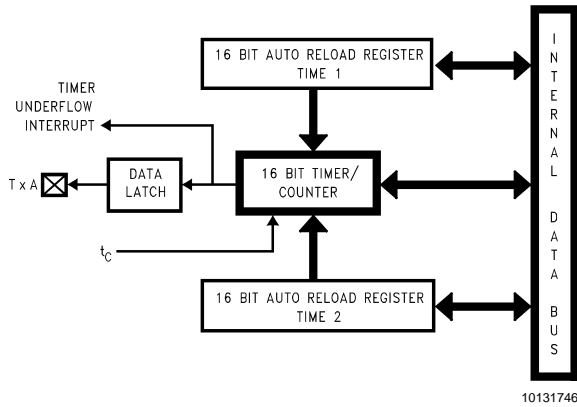 16 BIT AUTO RELOAD REGISTER
TIME 1
TIMER
UNDERFLOW
INTERRUPT
T x A
DATA
LATCH
16 BIT TIMER/
COUNTER
tC
16 BIT AUTO RELOAD REGISTER
TIME 2
INTERNAL DATA BUS
10131746